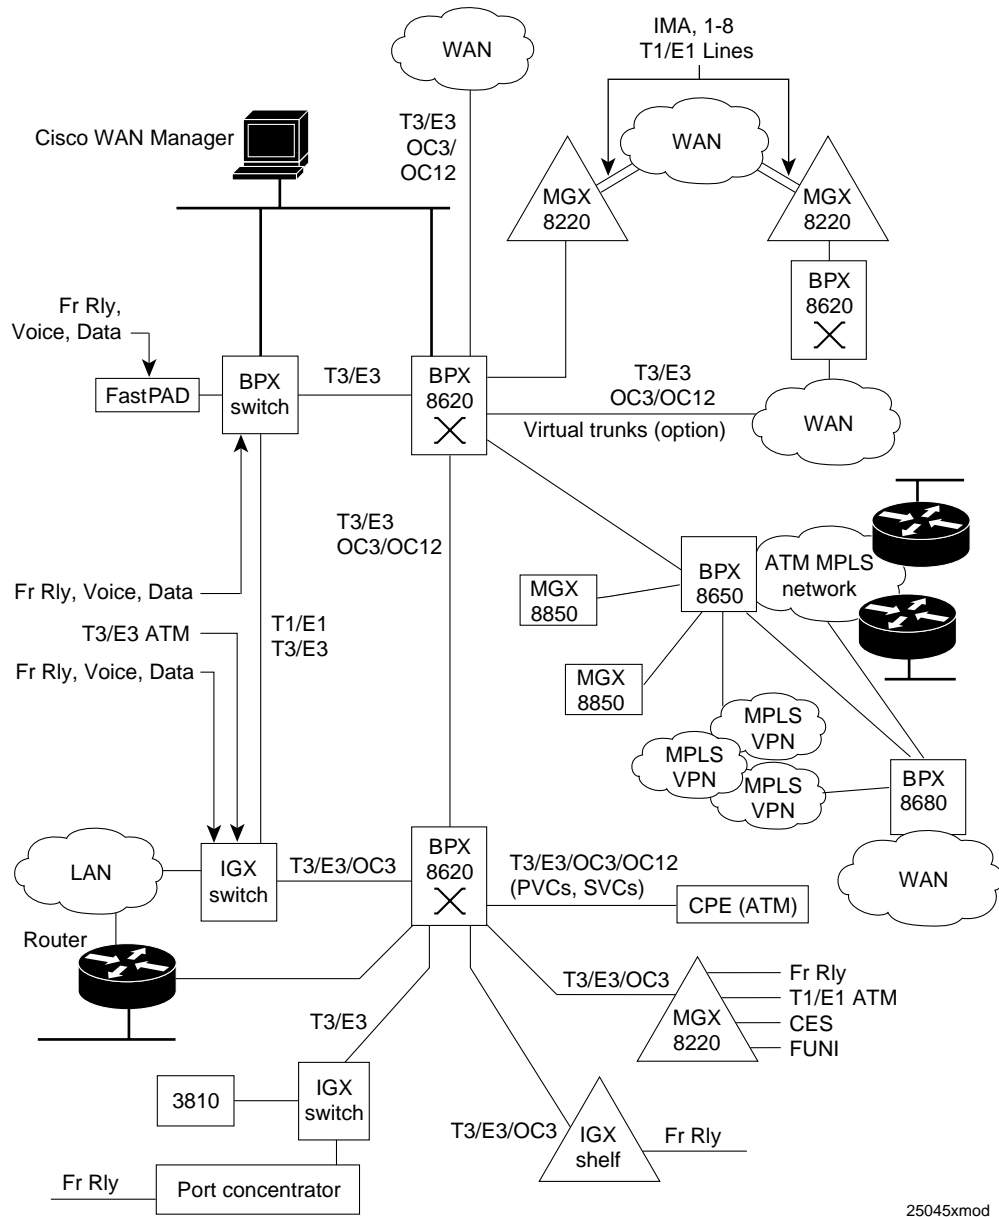 IMA, 1-8
T1/E1 Lines
WAN
Cisco WAN Manager
T3/E3
OC3/
OC12
WAN
MGX
8220
MGX
8220
BPX
8620
Fr Rly,
Voice, Data
FastPAD
BPX
switch
T3/E3
BPX
8620
T3/E3
OC3/OC12
Virtual trunks (option)
WAN
T3/E3
OC3/OC12
ATM MPLS
network
BPX
8650
MGX
8850
Fr Rly, Voice, Data
T3/E3 ATM
Fr Rly, Voice, Data
T1/E1
T3/E3
MGX
8850
MPLS
VPN
MPLS
VPN
MPLS
VPN
BPX
8680
WAN
LAN
IGX
switch
T3/E3/OC3
BPX
8620
T3/E3/OC3/OC12
(PVCs, SVCs)
CPE (ATM)
Router
T3/E3/OC3
MGX
8220
Fr Rly
T1/E1 ATM
CES
FUNI
T3/E3
3810
IGX
switch
T3/E3/OC3
IGX
shelf
Fr Rly
Fr Rly
Port concentrator
25045xmod